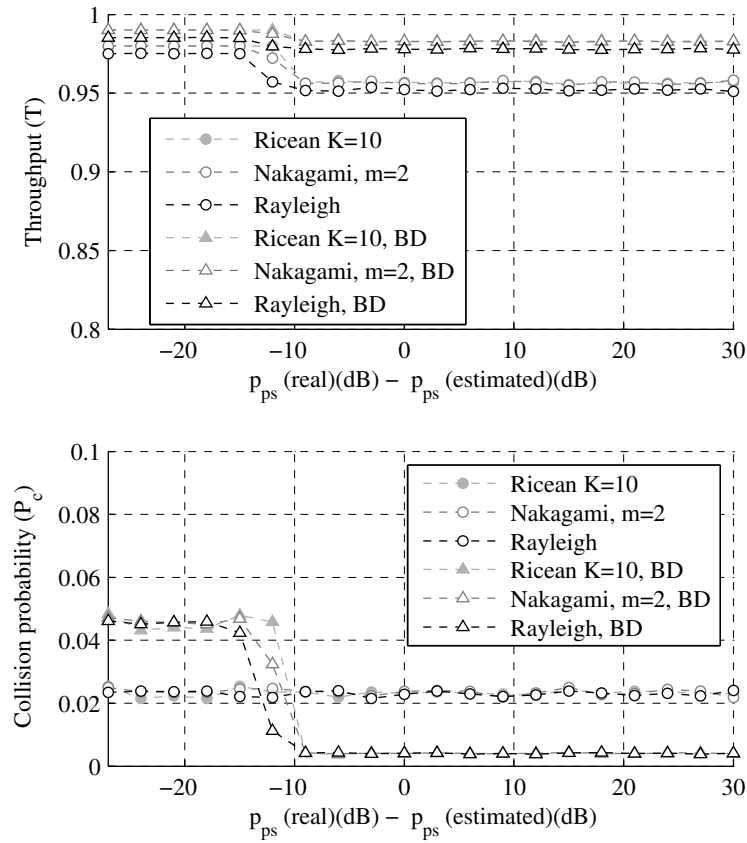 1
0.95
0.9
0.85
0.8
Throughput (T)
Ricean K=10
Nakagami, m=2
Rayleigh
Ricean K=10, BD
Nakagami, m=2, BD
Rayleigh, BD
−20 −10 0 10 20 30
p_ps (real)(dB) − p_ps (estimated)(dB)
0.1
0.08
0.06
0.04
0.02
0
Collision probability (P_c)
Ricean K=10
Nakagami, m=2
Rayleigh
Ricean K=10, BD
Nakagami, m=2, BD
Rayleigh, BD
−20 −10 0 10 20 30
p_ps (real)(dB) − p_ps (estimated)(dB)